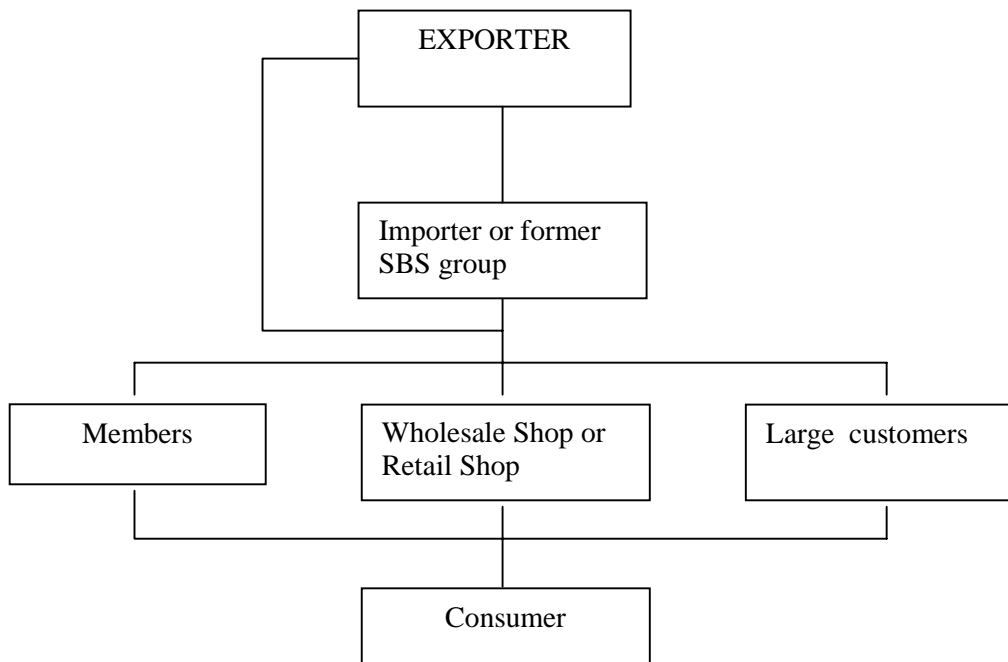 EXPORTER
Importer or former
SBS group
Members
Wholesale Shop or
Retail Shop
Large customers
Consumer